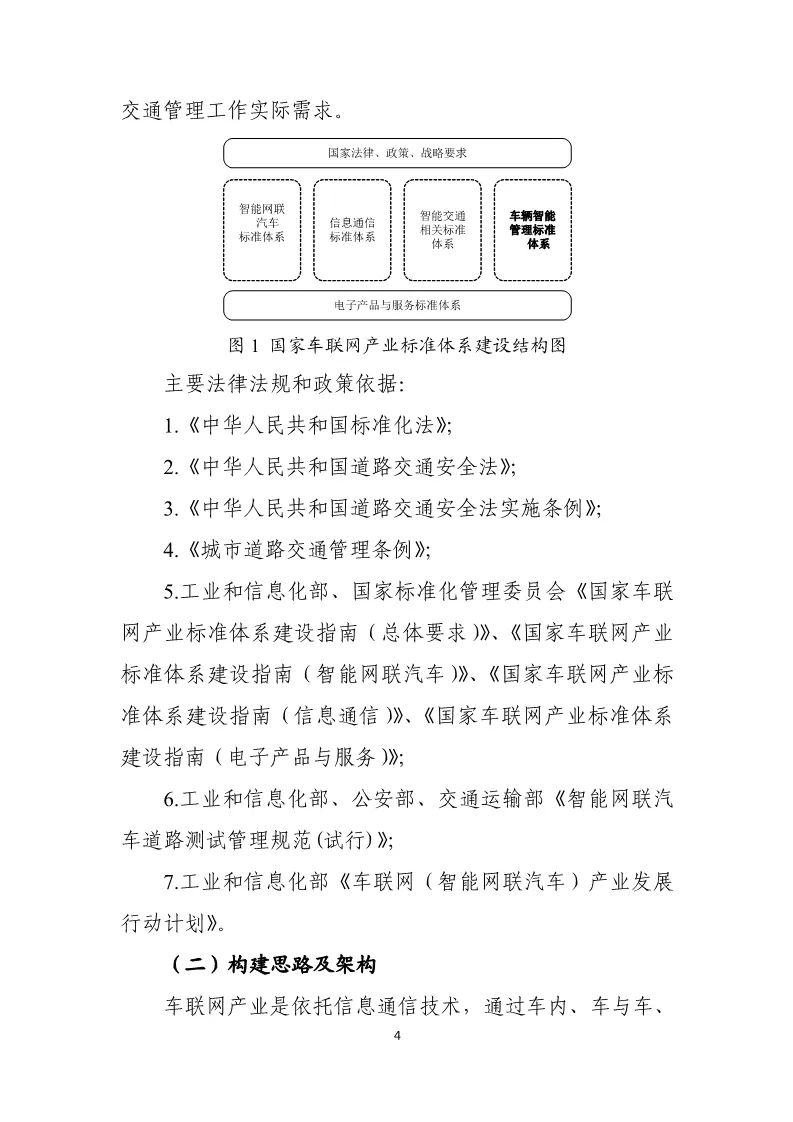 交通管理工作实际需求。
国家法律、政策、战略要求
智能网联
汽车
标准体系
信息通信
标准体系
智能交通
相关标准
体系
车辆智能
管理标准
体系
电子产品与服务标准体系
图 1 国家车联网产业标准体系建设结构图
主要法律法规和政策依据：
1.《中华人民共和国标准化法》；
2.《中华人民共和国道路交通安全法》；
3.《中华人民共和国道路交通安全法实施条例》；
4.《城市道路交通管理条例》；
5.工业和信息化部、国家标准化管理委员会《国家车联
网产业标准体系建设指南（总体要求）》、《国家车联网产业
标准体系建设指南（智能网联汽车）》、《国家车联网产业标
准体系建设指南（信息通信）》、《国家车联网产业标准体系
建设指南（电子产品与服务）》；
6.工业和信息化部、公安部、交通运输部《智能网联汽
车道路测试管理规范(试行)》；
7.工业和信息化部《车联网（智能网联汽车）产业发展
行动计划》。
（二）构建思路及架构
车联网产业是依托信息通信技术，通过车内、车与车、
4